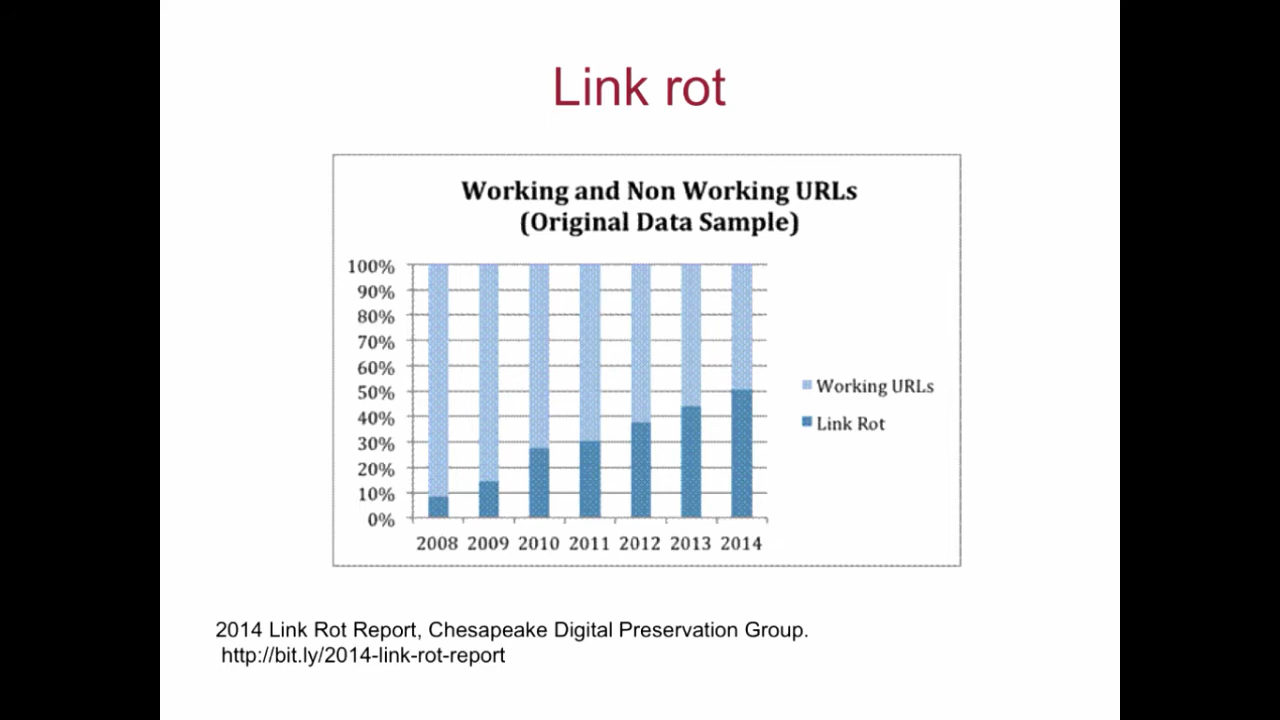 Link rot
Working and Non Working URLs
(Original Data Sample)
100%
90%
80%
70%
60%
50%
40%
30%
20%
10%
0%
2008 2009 2010 2011 2012 2013 2014
Working URLs
Link Rot
2014 Link Rot Report, Chesapeake Digital Preservation Group.
http://bit.ly/2014-link-rot-report